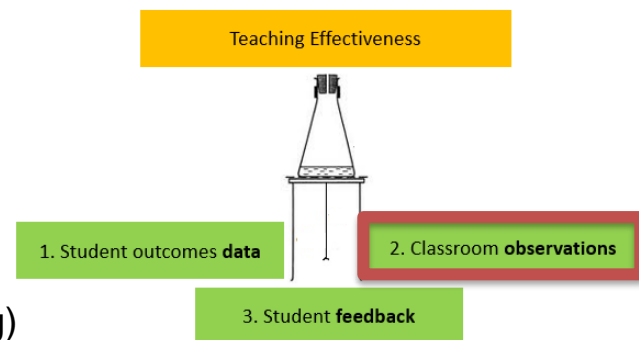 Teaching Effectiveness
1. Student outcomes data
2. Classroom observations
3. Student feedback
g)